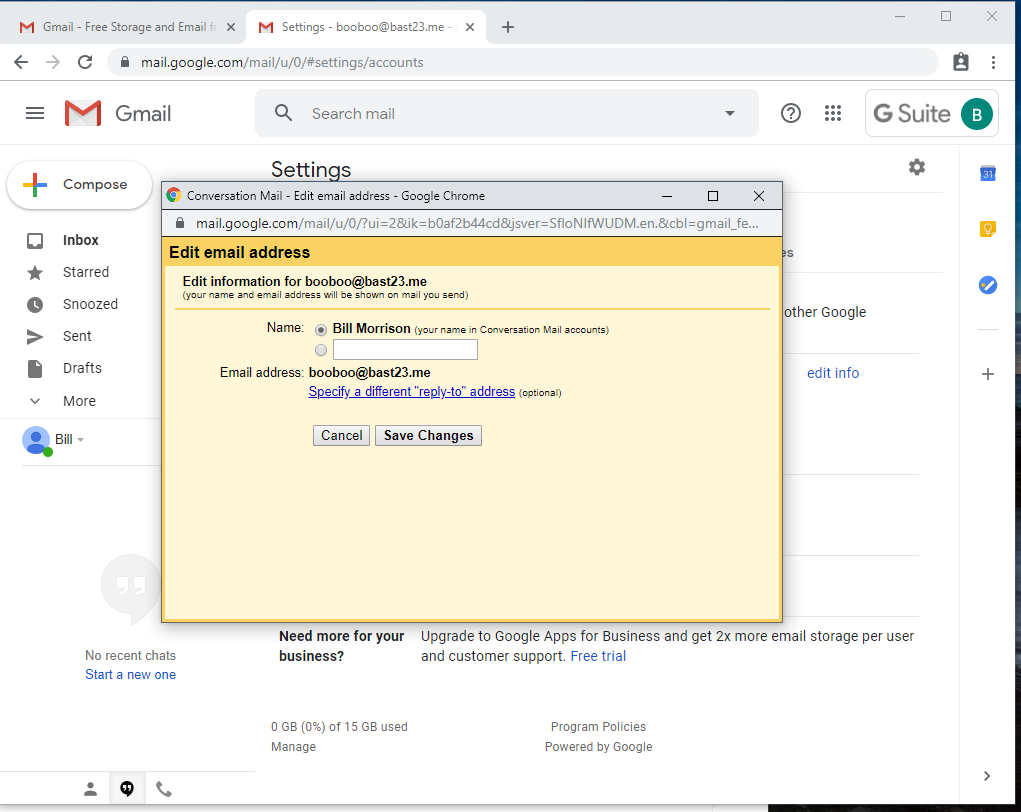 Gmail - Free Storage and Email f
Settings - booboo@bast23.me -
mail.google.com/mail/u/0/#settings/accounts
Gmail
Search mail
G Suite
B
Compose
Settings
31
Inbox
Starred
Snoozed
Sent
Drafts
More
Bill
Conversation Mail - Edit email address - Google Chrome
mail.google.com/mail/u/0/?ui=2&ik=b0af2b44cd&jsver=SfloNlfWUDM.en.&cbl=gmail_fe...
Edit email address
Edit information for booboo@bast23.me
(your name and email address will be shown on mail you send)
Name: Bill Morrison (your name in Conversation Mail accounts)
Email address: booboo@bast23.me
Specify a different "reply-to" address (optional)
Cancel Save Changes
es
other Google
edit info
No recent chats
Start a new one
Need more for your business?
Upgrade to Google Apps for Business and get 2x more email storage per user
and customer support. Free trial
0 GB (0%) of 15 GB used
Manage
Program Policies
Powered by Google